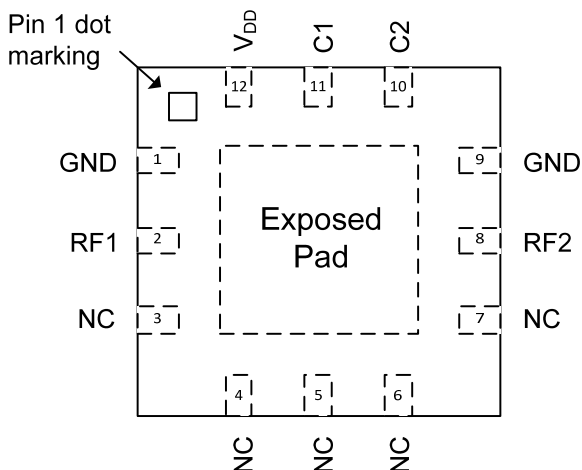 Pin 1 dot
marking
V_DD
C1
C2
12
11
10
GND
1
9
GND
RF1
2
Exposed
Pad
8
RF2
NC
3
7
NC
4
5
6
NC
NC
NC